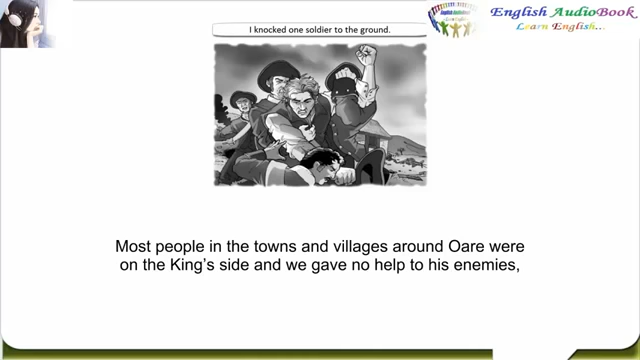 I knocked one soldier to the ground.
English AudioBook
Learn English...
Most people in the towns and villages around Oare were
on the King's side and we gave no help to his enemies,